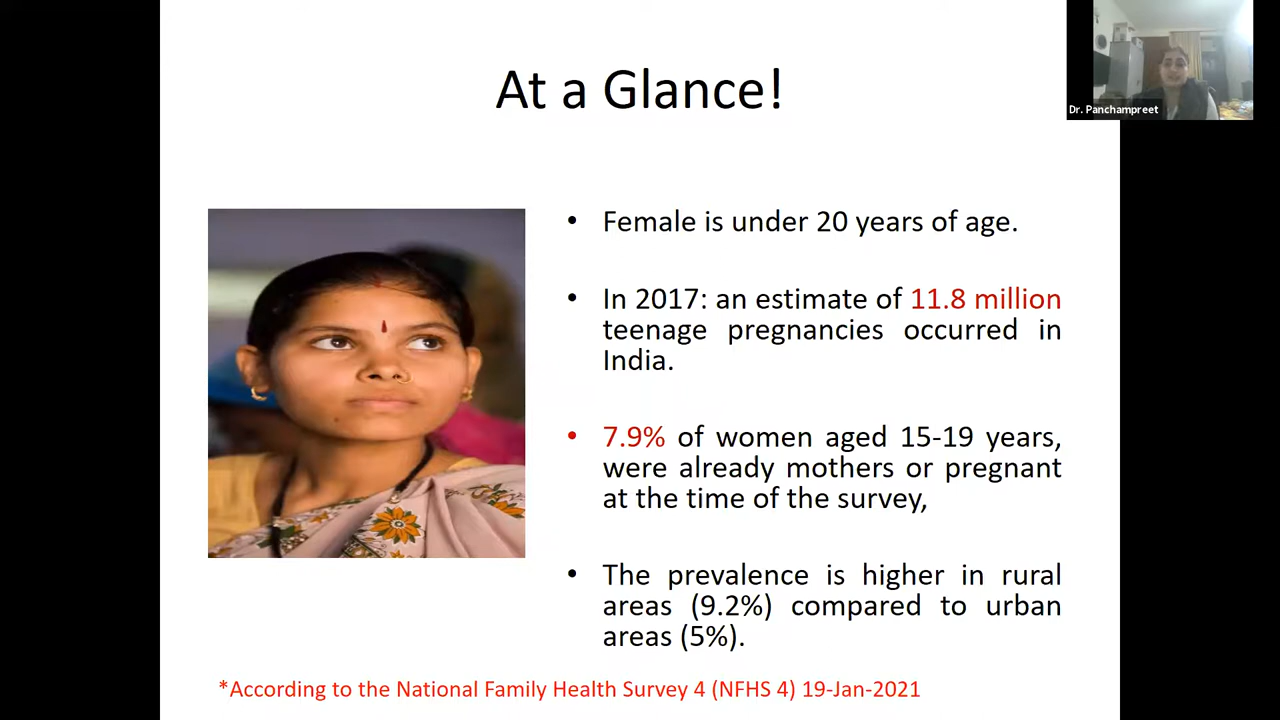 At a Glance!
Dr. Panchampreet
• Female is under 20 years of age.
• In 2017: an estimate of 11.8 million
teenage pregnancies occurred in
India.
• 7.9% of women aged 15-19 years,
were already mothers or pregnant
at the time of the survey,
• The prevalence is higher in rural
areas (9.2%) compared to urban
areas (5%).
*According to the National Family Health Survey 4 (NFHS 4) 19-Jan-2021